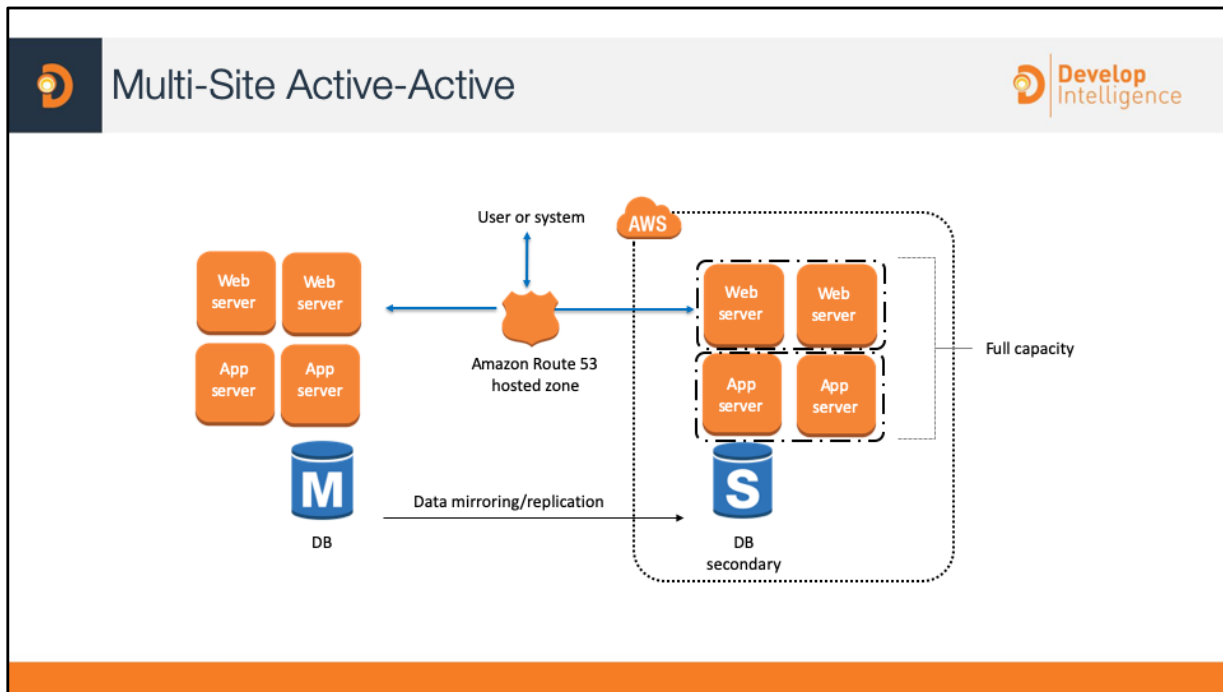 Multi-Site Active-Active
Develop
Intelligence
User or system
AWS
Web
server
Web
server
Web
server
Web
server
Amazon Route 53
hosted zone
Full capacity
App
server
App
server
App
server
App
server
M
S
Data mirroring/replication
DB
DB
secondary